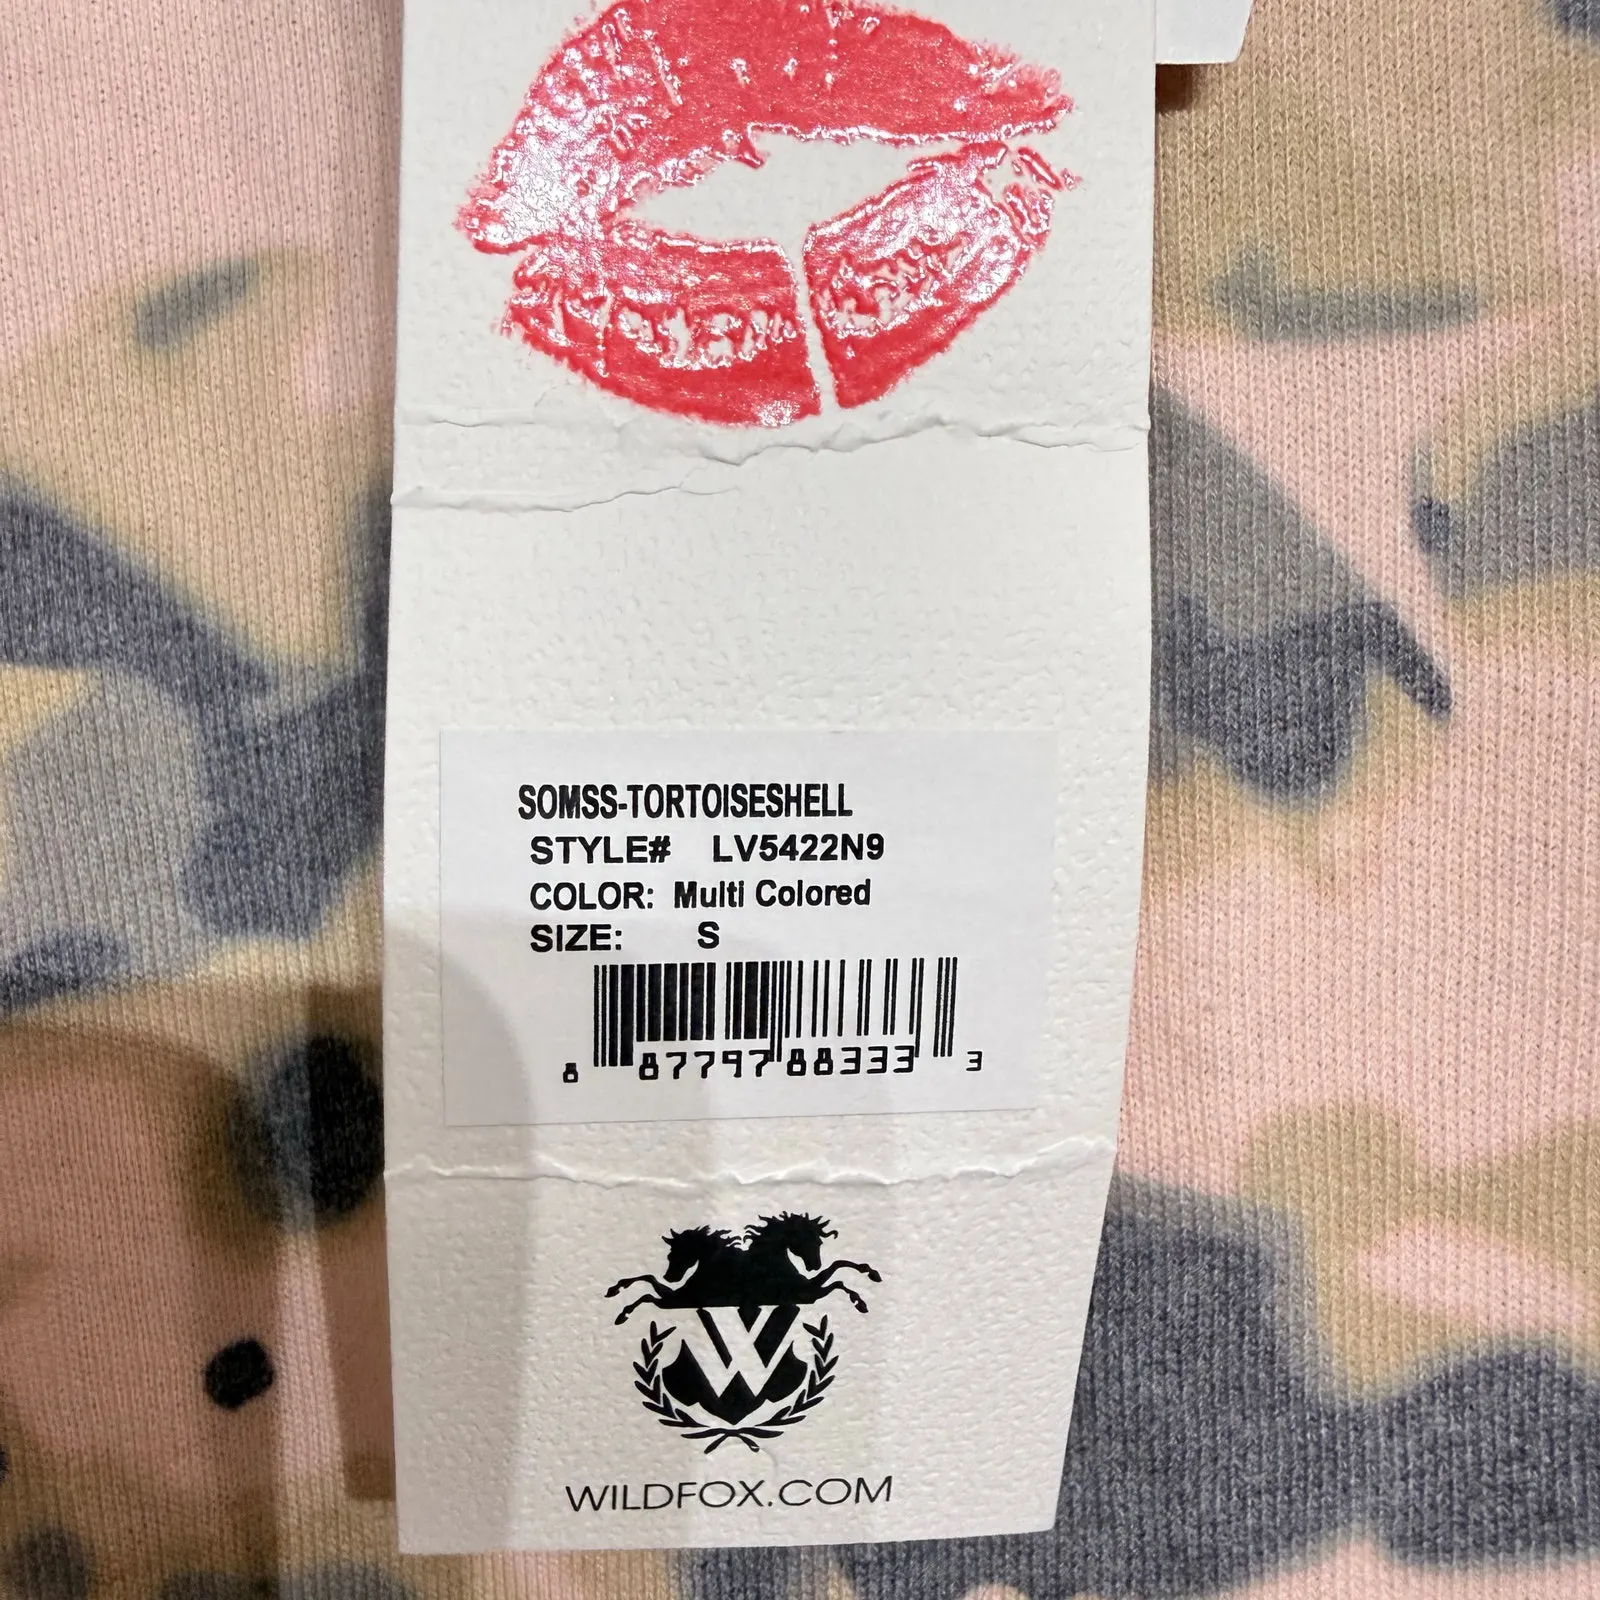 SOMSS-TORTOISESHELL
STYLE# LV5422N9
COLOR: Multi Colored
SIZE: S
8 87797 88333 3
W
WILDFOX.COM